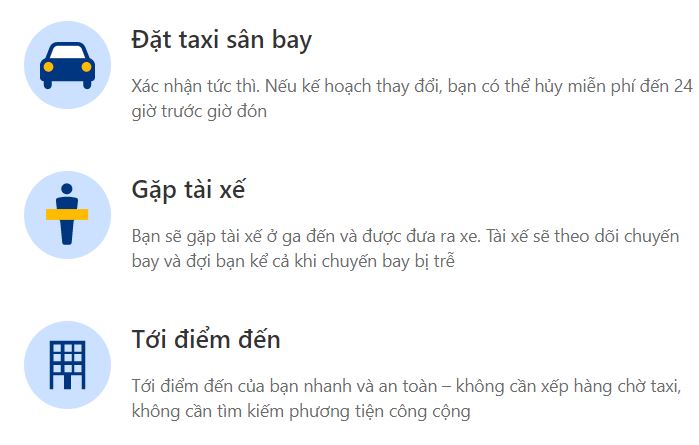 Đặt taxi sân bay
Xác nhận tức thì. Nếu kế hoạch thay đổi, bạn có thể hủy miễn phí đến 24
giờ trước giờ đón
Gặp tài xế
Bạn sẽ gặp tài xế ở ga đến và được đưa ra xe. Tài xế sẽ theo dõi chuyến
bay và đợi bạn kể cả khi chuyến bay bị trễ
Tới điểm đến
Tới điểm đến của bạn nhanh và an toàn – không cần xếp hàng chờ taxi,
không cần tìm kiếm phương tiện công cộng